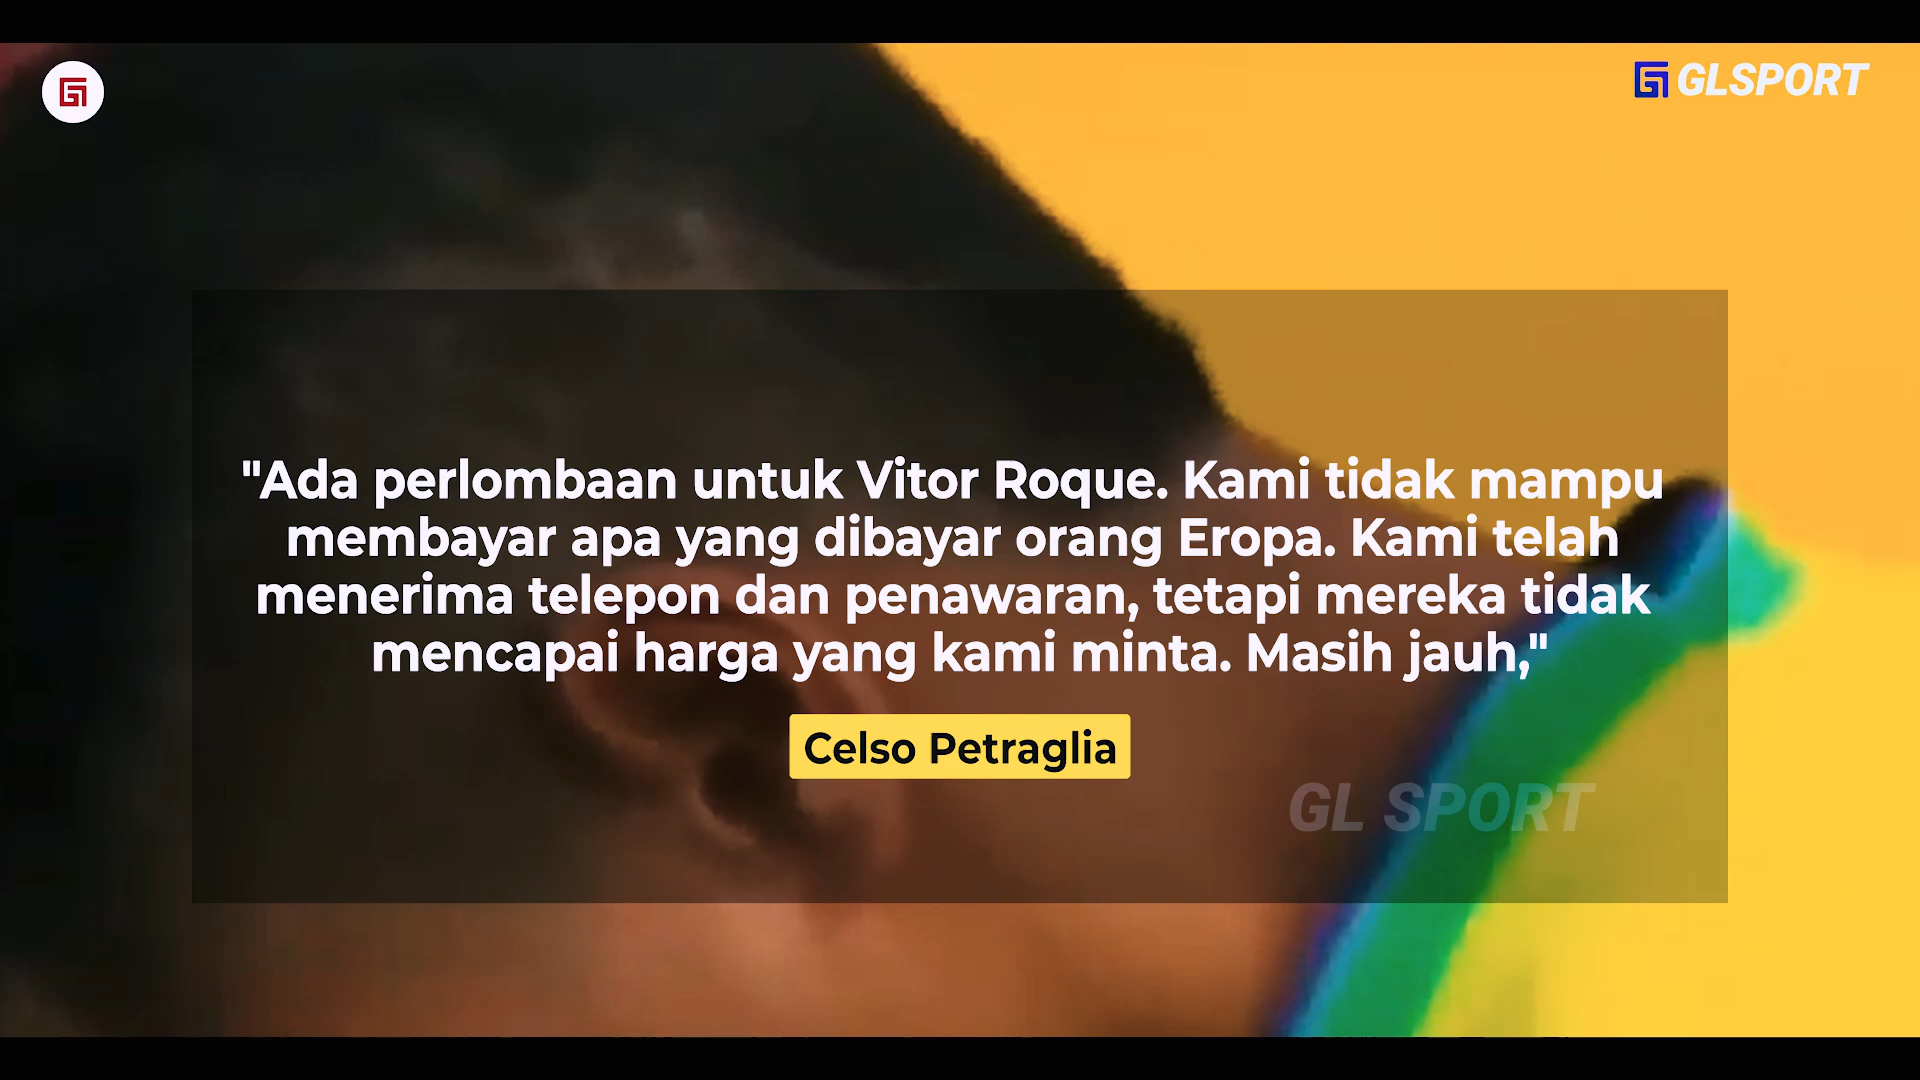 GLSPORT
"Ada perlombaan untuk Vitor Roque. Kami tidak mampu
membayar apa yang dibayar orang Eropa. Kami telah
menerima telepon dan penawaran, tetapi mereka tidak
mencapai harga yang kami minta. Masih jauh,"
Celso Petraglia
GL SPORT